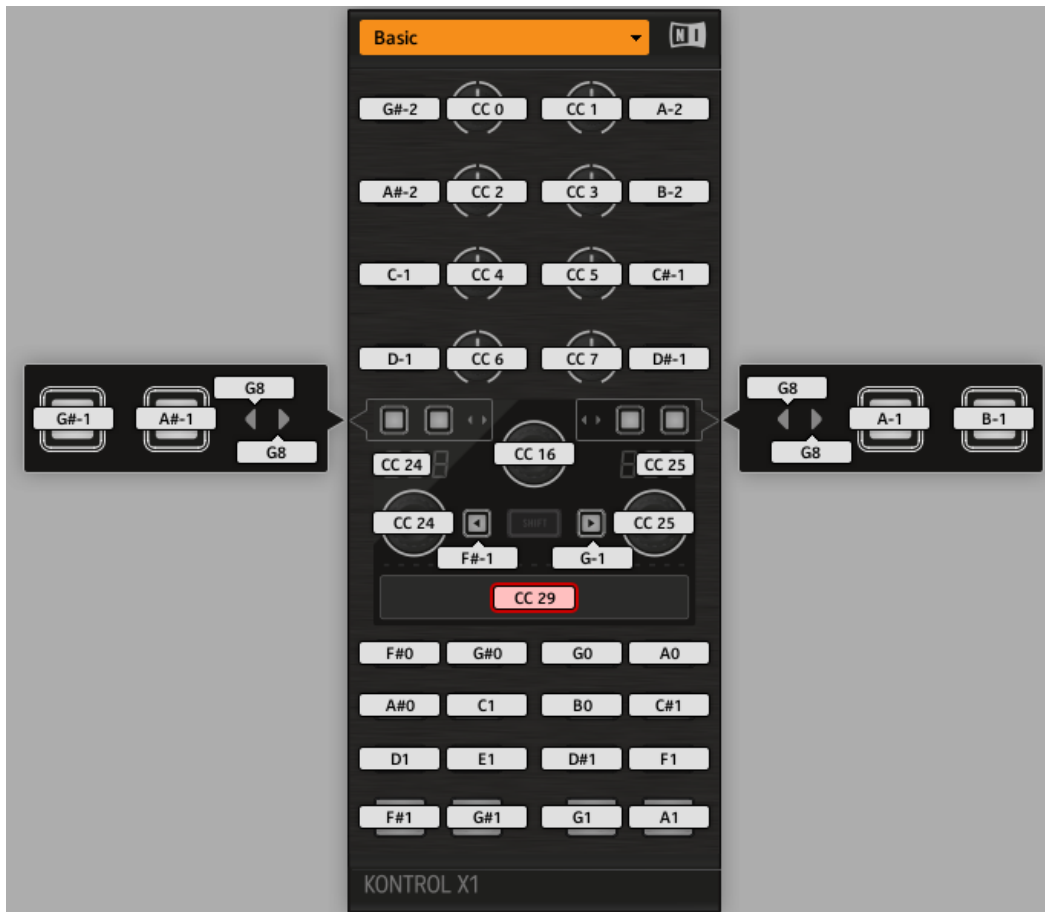 Basic NI
G#-2 CC 0 CC 1 A-2
A#-2 CC 2 CC 3 B-2
C-1 CC 4 CC 5 C#-1
D-1 CC 6 CC 7 D#-1
G8 G8
G#-1 A#-1 A-1 B-1
G8 CC 16 G8
CC 24 CC 25
CC 24 SHIFT CC 25
F#-1 G-1
CC 29
F#0 G#0 G0 A0
A#0 C1 B0 C#1
D1 E1 D#1 F1
F#1 G#1 G1 A1
KONTROL X1